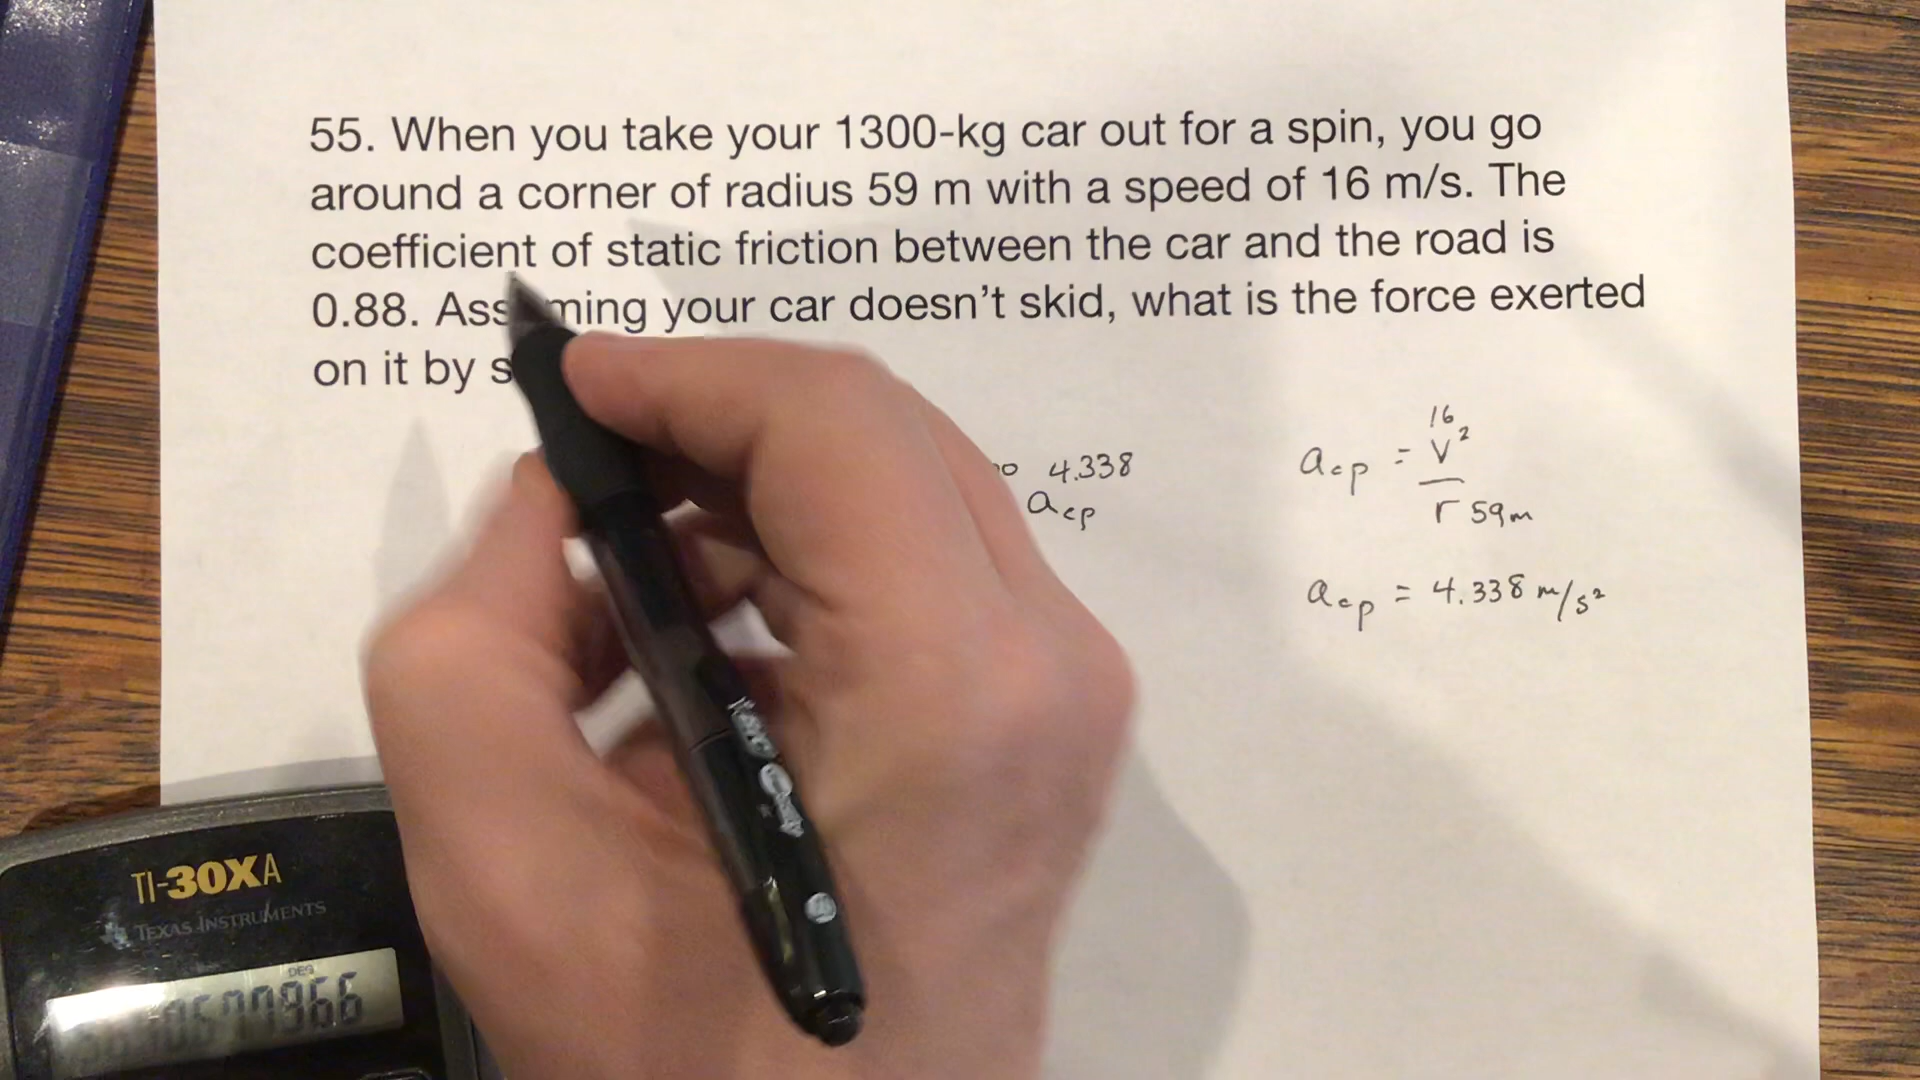 55. When you take your 1300-kg car out for a spin, you go
around a corner of radius 59 m with a speed of 16 m/s. The
coefficient of static friction between the car and the road is
0.88. Ass ming your car doesn't skid, what is the force exerted
on it by s
4.338
acp
16
acp = v²
r 59m
acp = 4.338 m/s²
TI-30XA
TEXAS INSTRUMENTS
DEG